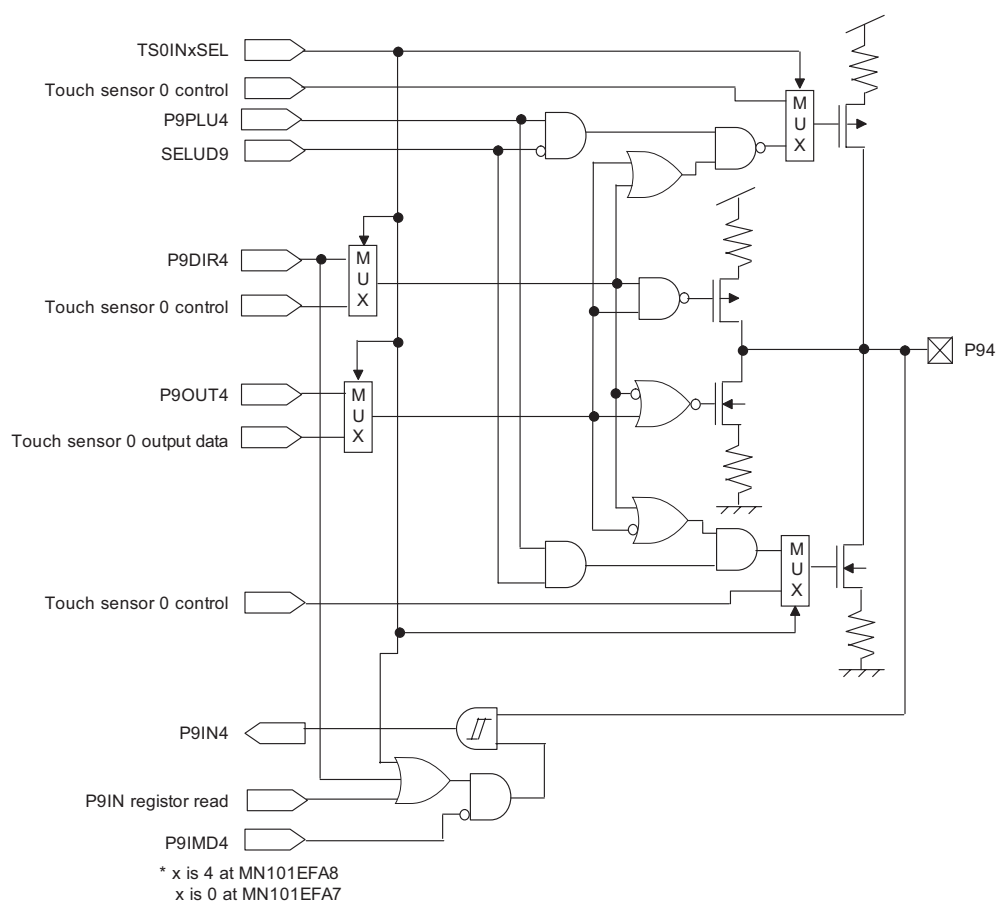 TS0INxSEL
Touch sensor 0 control
P9PLU4
SELUD9
M
U
X
P9DIR4
M
U
X
Touch sensor 0 control
P94
P9OUT4
M
U
X
Touch sensor 0 output data
M
U
X
Touch sensor 0 control
P9IN4
P9IN registor read
P9IMD4
* x is 4 at MN101EFA8
x is 0 at MN101EFA7